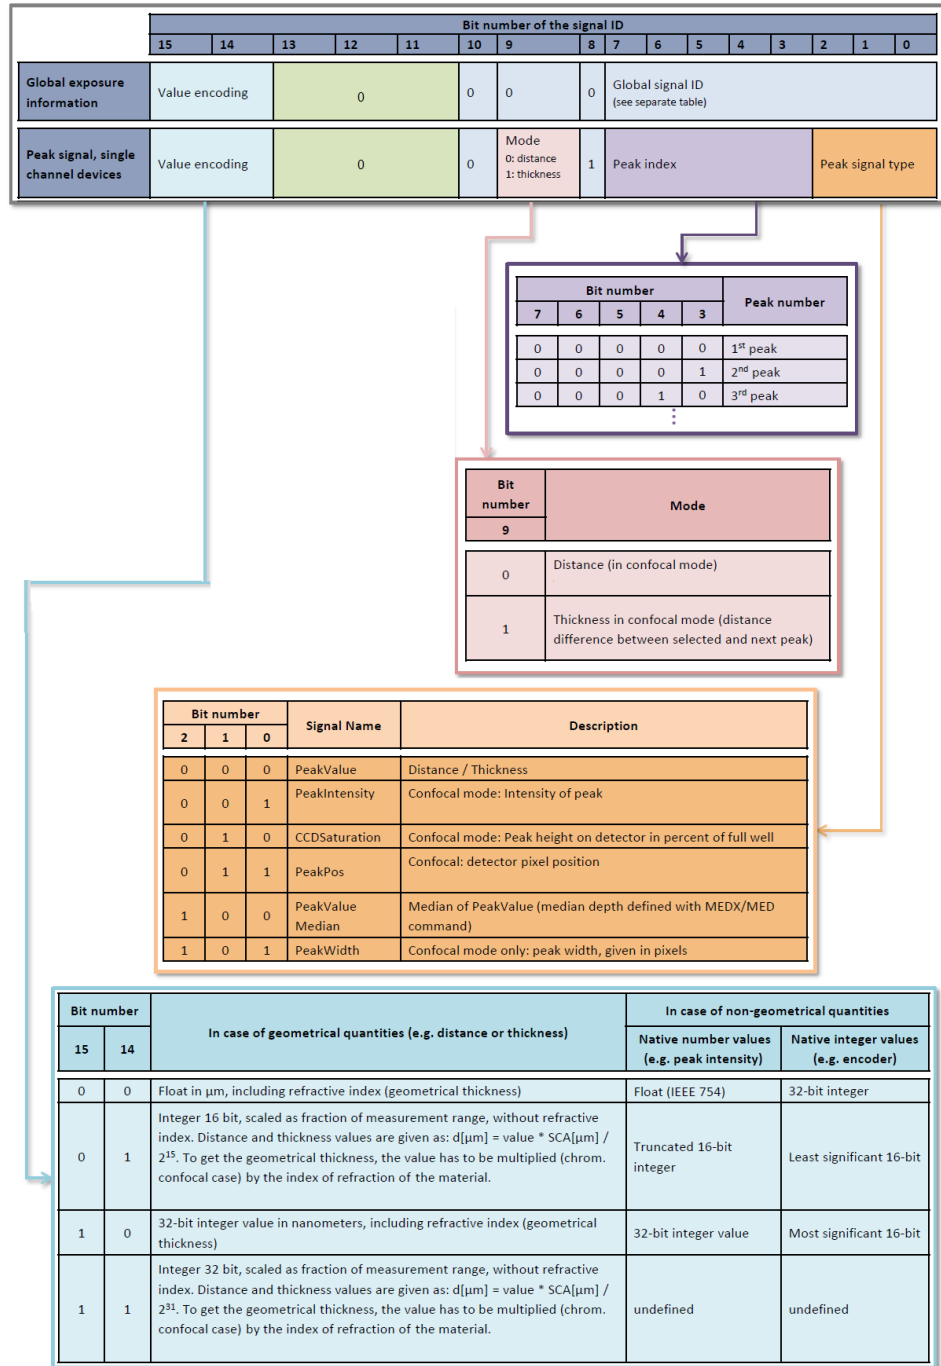 Bit number of the signal ID
15 14 13 12 11 10 9 8 7 6 5 4 3 2 1 0
Global exposure information
Value encoding
0
0
0
0
Global signal ID
(see separate table)
Peak signal, single channel devices
Value encoding
0
0
Mode
0: distance
1: thickness
1
Peak index
Peak signal type
Bit number
Peak number
7 6 5 4 3
0 0 0 0 0 1st peak
0 0 0 0 1 2nd peak
0 0 0 1 0 3rd peak
⋮
Bit
number
Mode
9
0
Distance (in confocal mode)
1
Thickness in confocal mode (distance
difference between selected and next peak)
Bit number
Signal Name
Description
2 1 0
0 0 0 PeakValue Distance / Thickness
0 0 1 PeakIntensity Confocal mode: Intensity of peak
0 1 0 CCDSaturation Confocal mode: Peak height on detector in percent of full well
0 1 1 PeakPos Confocal: detector pixel position
1 0 0 PeakValue
Median
Median of PeakValue (median depth defined with MEDX/MED
command)
1 0 1 PeakWidth Confocal mode only: peak width, given in pixels
Bit number
In case of geometrical quantities (e.g. distance or thickness)
In case of non-geometrical quantities
15 14
Native number values
(e.g. peak intensity)
Native integer values
(e.g. encoder)
0 0 Float in µm, including refractive index (geometrical thickness) Float (IEEE 754) 32-bit integer
0 1
Integer 16 bit, scaled as fraction of measurement range, without refractive
index. Distance and thickness values are given as: d[µm] = value * SCA[µm] /
2^15. To get the geometrical thickness, the value has to be multiplied (chrom.
confocal case) by the index of refraction of the material.
Truncated 16-bit
integer
Least significant 16-bit
1 0
32-bit integer value in nanometers, including refractive index (geometrical
thickness)
32-bit integer value
Most significant 16-bit
1 1
Integer 32 bit, scaled as fraction of measurement range, without refractive
index. Distance and thickness values are given as: d[µm] = value * SCA[µm] /
2^31. To get the geometrical thickness, the value has to be multiplied (chrom.
confocal case) by the index of refraction of the material.
undefined
undefined